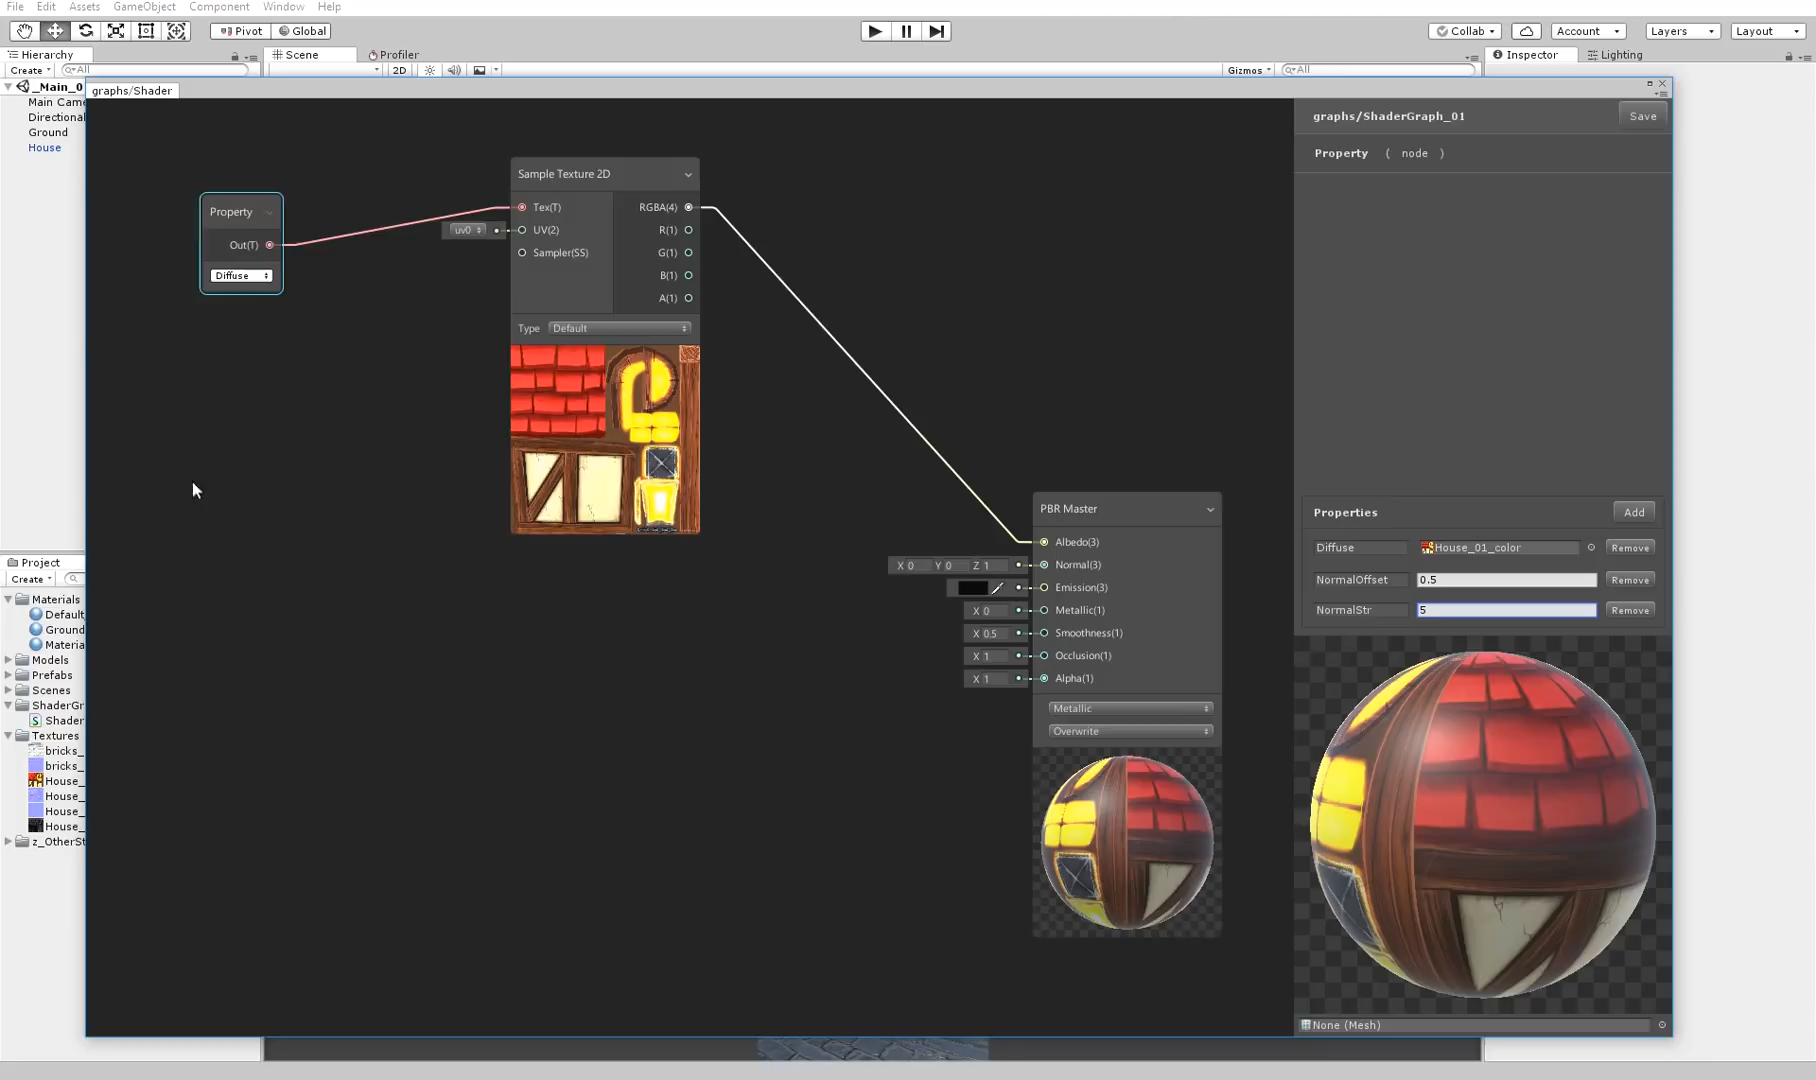 File Edit Assets GameObject Component Window Help
Pivot Global Collab Account Layers Layout
Hierarchy Scene Profiler Inspector Lighting
Create All 2D Gizmos All
_Main_0
Main Came
Directional
Ground
House
graphs/Shader
graphs/ShaderGraph_01 Save
Property ( node )
Property
Out(T)
Diffuse
Sample Texture 2D
Tex(T) RGBA(4)
uv0 UV(2) R(1)
Sampler(SS) G(1)
B(1)
A(1)
Type Default
PBR Master
Albedo(3)
X 0 Y 0 Z 1 Normal(3)
Emission(3)
X 0 Metallic(1)
X 0.5 Smoothness(1)
X 1 Occlusion(1)
X 1 Alpha(1)
Metallic
Overwrite
Properties Add
Diffuse House_01_color Remove
NormalOffset 0.5 Remove
NormalStr 5 Remove
None (Mesh)
Project
Create
Materials
Default
Ground
Materia
Models
Prefabs
Scenes
ShaderGr
Shader
Textures
bricks_
bricks_
House_
House_
House_
House_
z_OtherSt